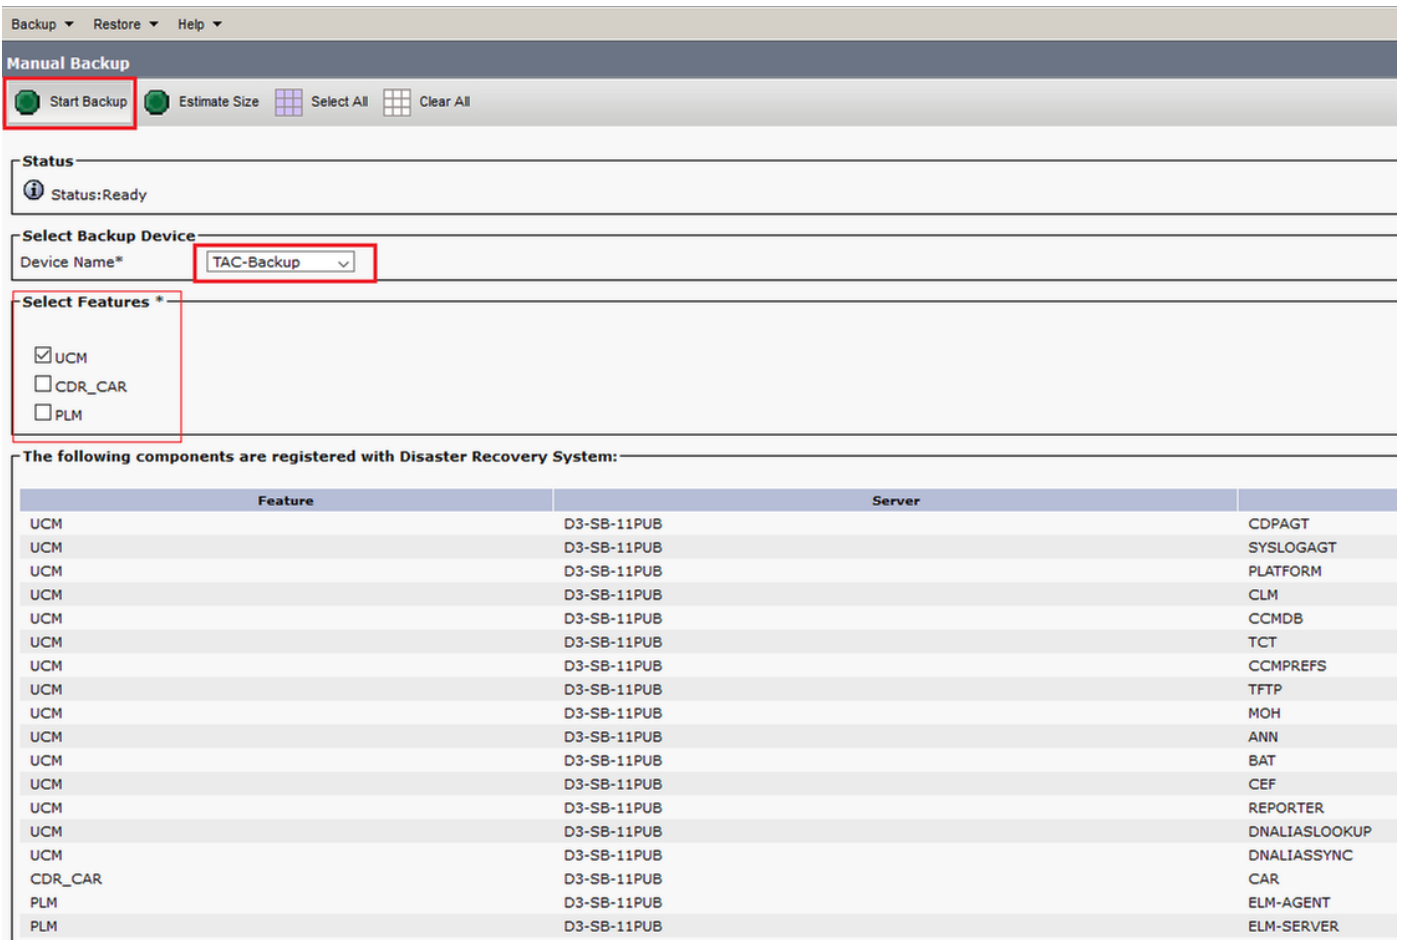 Backup Restore Help
Manual Backup
Start Backup Estimate Size Select All Clear All
Status
Status:Ready
Select Backup Device
Device Name* TAC-Backup
Select Features *
UCM
CDR_CAR
PLM
The following components are registered with Disaster Recovery System:
Feature Server
UCM D3-SB-11PUB CDPAGT
UCM D3-SB-11PUB SYSLOGAGT
UCM D3-SB-11PUB PLATFORM
UCM D3-SB-11PUB CLM
UCM D3-SB-11PUB CCMDB
UCM D3-SB-11PUB TCT
UCM D3-SB-11PUB CCMPREFS
UCM D3-SB-11PUB TFTP
UCM D3-SB-11PUB MOH
UCM D3-SB-11PUB ANN
UCM D3-SB-11PUB BAT
UCM D3-SB-11PUB CEF
UCM D3-SB-11PUB REPORTER
UCM D3-SB-11PUB DNALIASLOOKUP
UCM D3-SB-11PUB DNALIASSYNC
CDR_CAR D3-SB-11PUB CAR
PLM D3-SB-11PUB ELM-AGENT
PLM D3-SB-11PUB ELM-SERVER